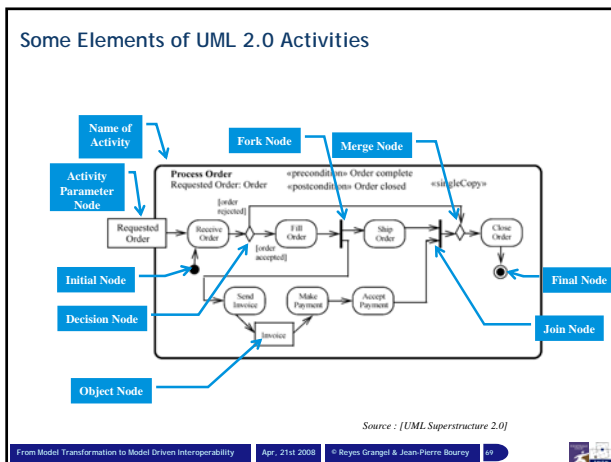 Some Elements of UML 2.0 Activities
Name of
Activity
Fork Node
Merge Node
Activity
Parameter
Node
Process Order
Requested Order: Order
«precondition» Order complete
«postcondition» Order closed
«singleCopy»
[order
rejected]
Requested
Order
Receive
Order
Fill
Order
Ship
Order
Close
Order
[order
accepted]
Initial Node
Final Node
Send
Invoice
Make
Payment
Accept
Payment
Decision Node
Invoice
Join Node
Object Node
Source : [UML Superstructure 2.0]
From Model Transformation to Model Driven Interoperability
Apr, 21st 2008
© Reyes Grangel & Jean-Pierre Bourey
69